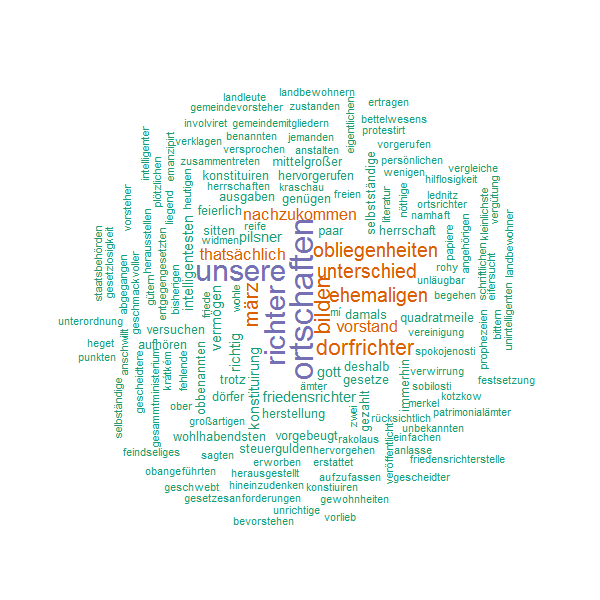 landleute
landbewohnern
gemeindevorsteher
zustanden
ertragen
eigentlichen
involviret
gemeindemitgliedern
bettelwesens
protestirt
verklagen
benannten
jemanden
versprochen
anstalten
vorgerufen
intelligenter
emanzipirt
zusammentreten
mittelgroßer
persönlichen
plötzlichen
heutigen
konstituiren
hervorgerufen
selbstständige
wenigen
vergleiche
hilflosigkeit
herrschaften
kraschäu
ausgaben
genügen
freien
literatur
nöthige
lednitz
ortsrichter
angehörigen
kleinlichste
vergütung
vorsteher
liegend
feierlich
nachzukommen
namhaft
sitten
widmen
reife
pilsner
paar
herrschaft
papiere
schriftlichen
eifersucht
landbewohner
staatsbehörden
gesetzlosigkeit
abgegangen
geschmackvoller
herausstellen
gütern
entgegengesetzten
bisherigen
intelligentesten
friede
wohle
thatsächlich
obliegenheiten
unläugbar
rohy
unsere
richter
ortschaften
unterschied
begehen
prophezeien
bittern
unintelligenten
vermögen
märz
bilden
ehemaligen
mí
damals
quadratmeile
unterordnung
anschwillt
versuchen
vorstand
vereinigung
heget
punkten
gescheidtere
gesammtministerium
aufhören
krátkem
fehlende
obbenannten
richtig
dorfrichter
spokojenosti
trotz
konstituirung
gott
deshalb
gesetze
immerhin
verwirrung
festsetzung
selbständige
ober
dörfer
ämter
friedensrichter
gezahlt
zwei
sobilosti
merkel
kotzkow
großartigen
herstellung
rücksichtlich
patrimonialämter
unbekannten
feindseliges
wohlhabendsten
vorgebeugt
rakolaus
veröffentlicht
einfachen
anlasse
sagten
steuergulden
hervorgehen
friedensrichterstelle
obangeführten
erworben
erstattet
herausgestellt
aufzufassen
gescheidter
geschwebt
hineinzudenken
konstiuiren
gesetzesanforderungen
gewohnheiten
unrichtige
bevorstehen
vorlieb